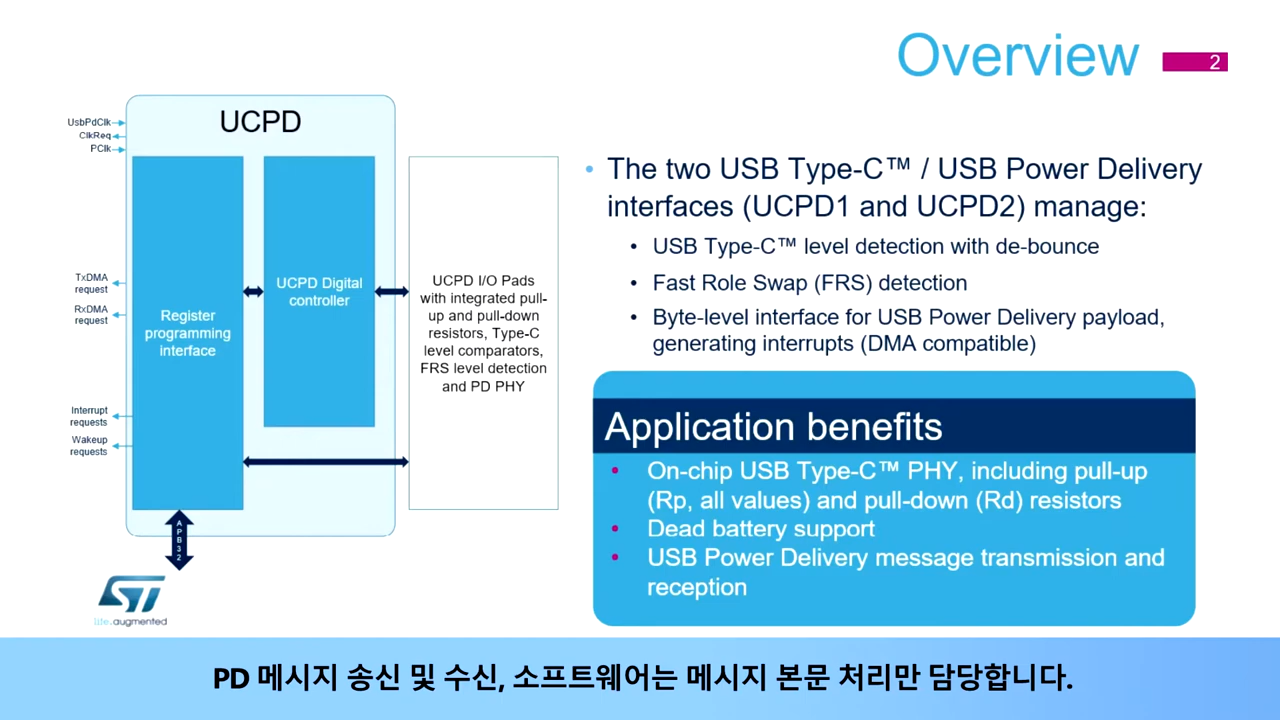 Overview
2
UCPD
UsbPdClk
ClkReq
PClk
TxDMA
request
RxDMA
request
Interrupt
requests
Wakeup
requests
Register
programming
interface
UCPD Digital
controller
UCPD I/O Pads
with integrated pull-
up and pull-down
resistors, Type-C
level comparators,
FRS level detection
and PD PHY
APB32
ST
life.augmented
• The two USB Type-C™ / USB Power Delivery
interfaces (UCPD1 and UCPD2) manage:
• USB Type-C™ level detection with de-bounce
• Fast Role Swap (FRS) detection
• Byte-level interface for USB Power Delivery payload,
generating interrupts (DMA compatible)
Application benefits
• On-chip USB Type-C™ PHY, including pull-up
(Rp, all values) and pull-down (Rd) resistors
• Dead battery support
• USB Power Delivery message transmission and
reception
PD 메시지 송신 및 수신, 소프트웨어는 메시지 본문 처리만 담당합니다.